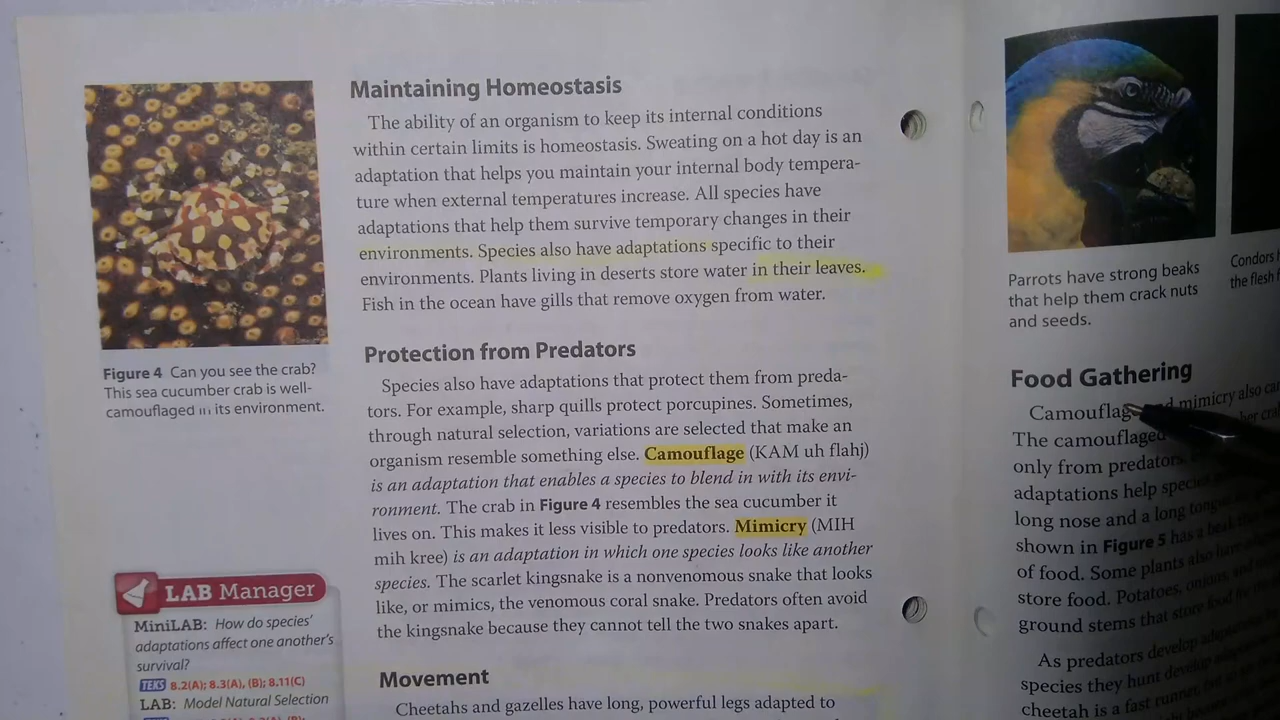 Maintaining Homeostasis
The ability of an organism to keep its internal conditions
within certain limits is homeostasis. Sweating on a hot day is an
adaptation that helps you maintain your internal body tempera-
ture when external temperatures increase. All species have
adaptations that help them survive temporary changes in their
environments. Species also have adaptations specific to their
environments. Plants living in deserts store water in their leaves.
Fish in the ocean have gills that remove oxygen from water.
Figure 4 Can you see the crab?
This sea cucumber crab is well-
camouflaged in its environment.
Protection from Predators
Species also have adaptations that protect them from preda-
tors. For example, sharp quills protect porcupines. Sometimes,
through natural selection, variations are selected that make an
organism resemble something else. Camouflage (KAM uh flahj)
is an adaptation that enables a species to blend in with its envi-
ronment. The crab in Figure 4 resembles the sea cucumber it
lives on. This makes it less visible to predators. Mimicry (MIH
mih kree) is an adaptation in which one species looks like another
species. The scarlet kingsnake is a nonvenomous snake that looks
like, or mimics, the venomous coral snake. Predators often avoid
the kingsnake because they cannot tell the two snakes apart.
LAB Manager
MiniLAB: How do species'
adaptations affect one another's
survival?
TEKS 8.2(A); 8.3(A), (B); 8.11(C)
LAB: Model Natural Selection
Movement
Cheetahs and gazelles have long, powerful legs adapted to
Parrots have strong beaks
that help them crack nuts
and seeds.
Condors
the flesh
Food Gathering
mimicry also
The camouflaged
only from predators
adaptations help
long nose and a long
shown in Figure 5 has a
of food. Some plants also have
store food. Potatoes, onions, and
ground stems that store food for
As predators develop
species they hunt develop
cheetah is a fast runner,